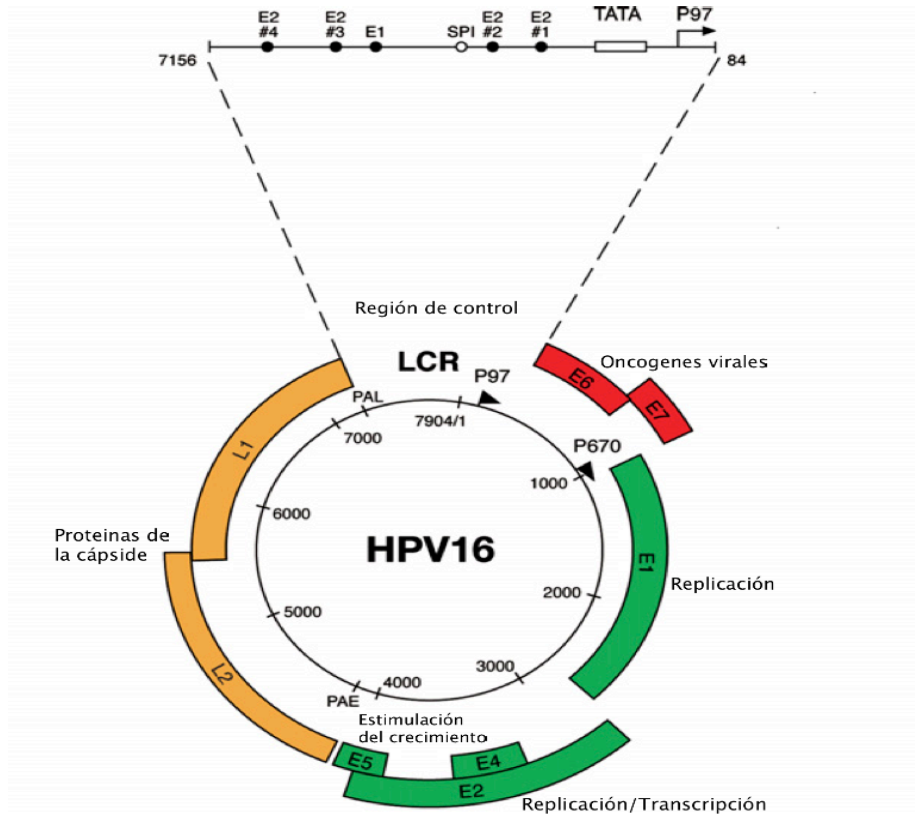 E2 #4
E2 #3
E1
SPI
E2 #2
E2 #1
TATA
P97
7156
84
Región de control
LCR
P97
Oncogenes virales
E6
E7
PAL
7904/1
7000
P670
1000
L1
6000
Proteinas de
la cápside
HPV16
E1
Replicación
2000
5000
L2
3000
4000
PAE
Estimulación
del crecimiento
E5
E4
E2
Replicación/Transcripción